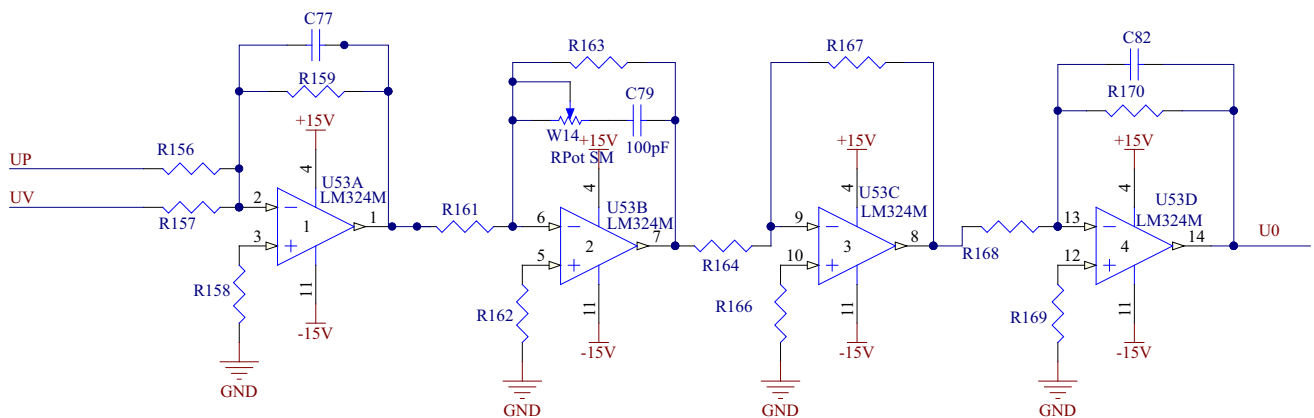 C77
R159
+15V
UP
R156
U53A
LM324M
4
UV
R157
2
1
1
3
R158
11
-15V
GND
R161
R163
C79
W14
100pF
RPot SM
+15V
4
U53B
LM324M
6
7
2
5
R162
11
-15V
GND
R164
R167
+15V
4
U53C
LM324M
9
8
3
10
R166
11
-15V
GND
R168
C82
R170
+15V
4
U53D
LM324M
13
14
4
12
R169
11
-15V
GND
U0